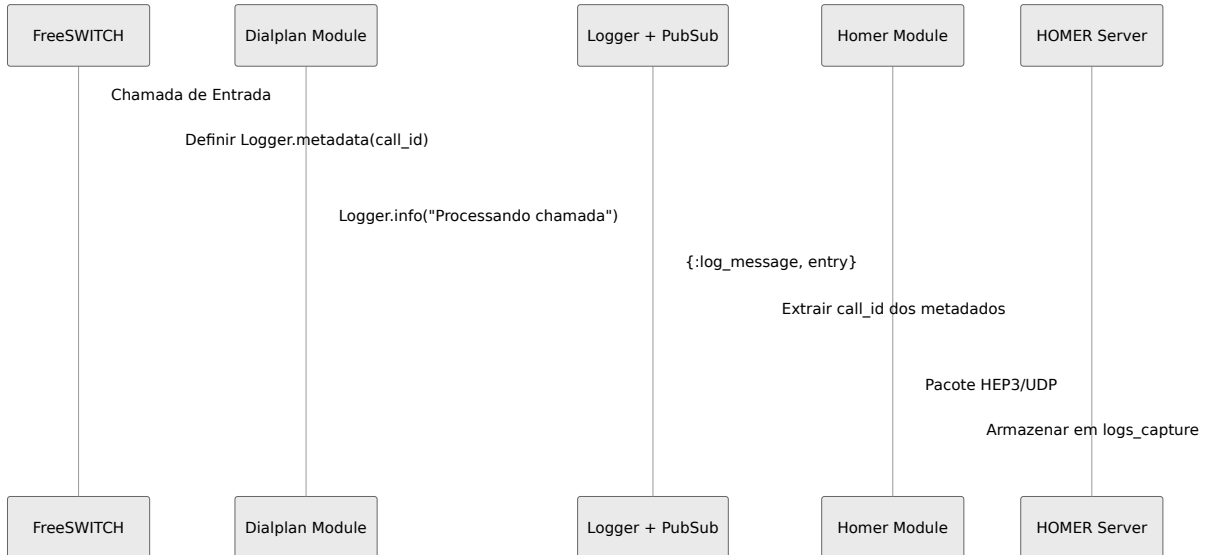 FreeSWITCH
Dialplan Module
Logger + PubSub
Homer Module
HOMER Server
Chamada de Entrada
Definir Logger.metadata(call_id)
Logger.info("Processando chamada")
{:log_message, entry}
Extrair call_id dos metadados
Pacote HEP3/UDP
Armazenar em logs_capture
FreeSWITCH
Dialplan Module
Logger + PubSub
Homer Module
HOMER Server